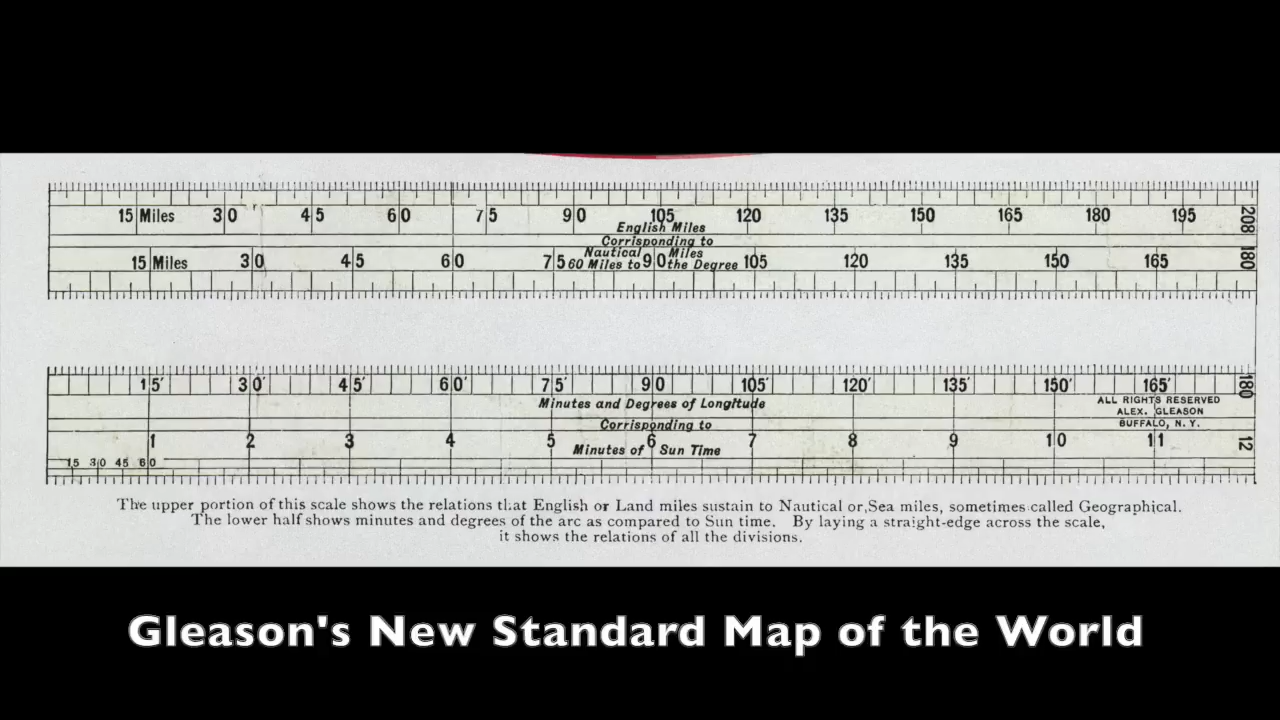 15 Miles 30 45 60 75 90 105 120 135 150 165 180 195 208
English Miles
Corrisponding to
Nautical Miles
15 Miles 30 45 60 75 60 Miles to 90 the Degree 105 120 135 150 165 180
15' 30' 45' 60' 75' 90 105' 120' 135' 150' 165' 180
Minutes and Degrees of Longitude
ALL RIGHTS RESERVED
ALEX. GLEASON
Corrisponding to
BUFFALO, N. Y.
1 2 3 4 5 6 7 8 9 10 11 12
Minutes of Sun Time
15 30 45 60
The upper portion of this scale shows the relations that English or Land miles sustain to Nautical or Sea miles, sometimes called Geographical.
The lower half shows minutes and degrees of the arc as compared to Sun time. By laying a straight-edge across the scale,
it shows the relations of all the divisions.
Gleason's New Standard Map of the World